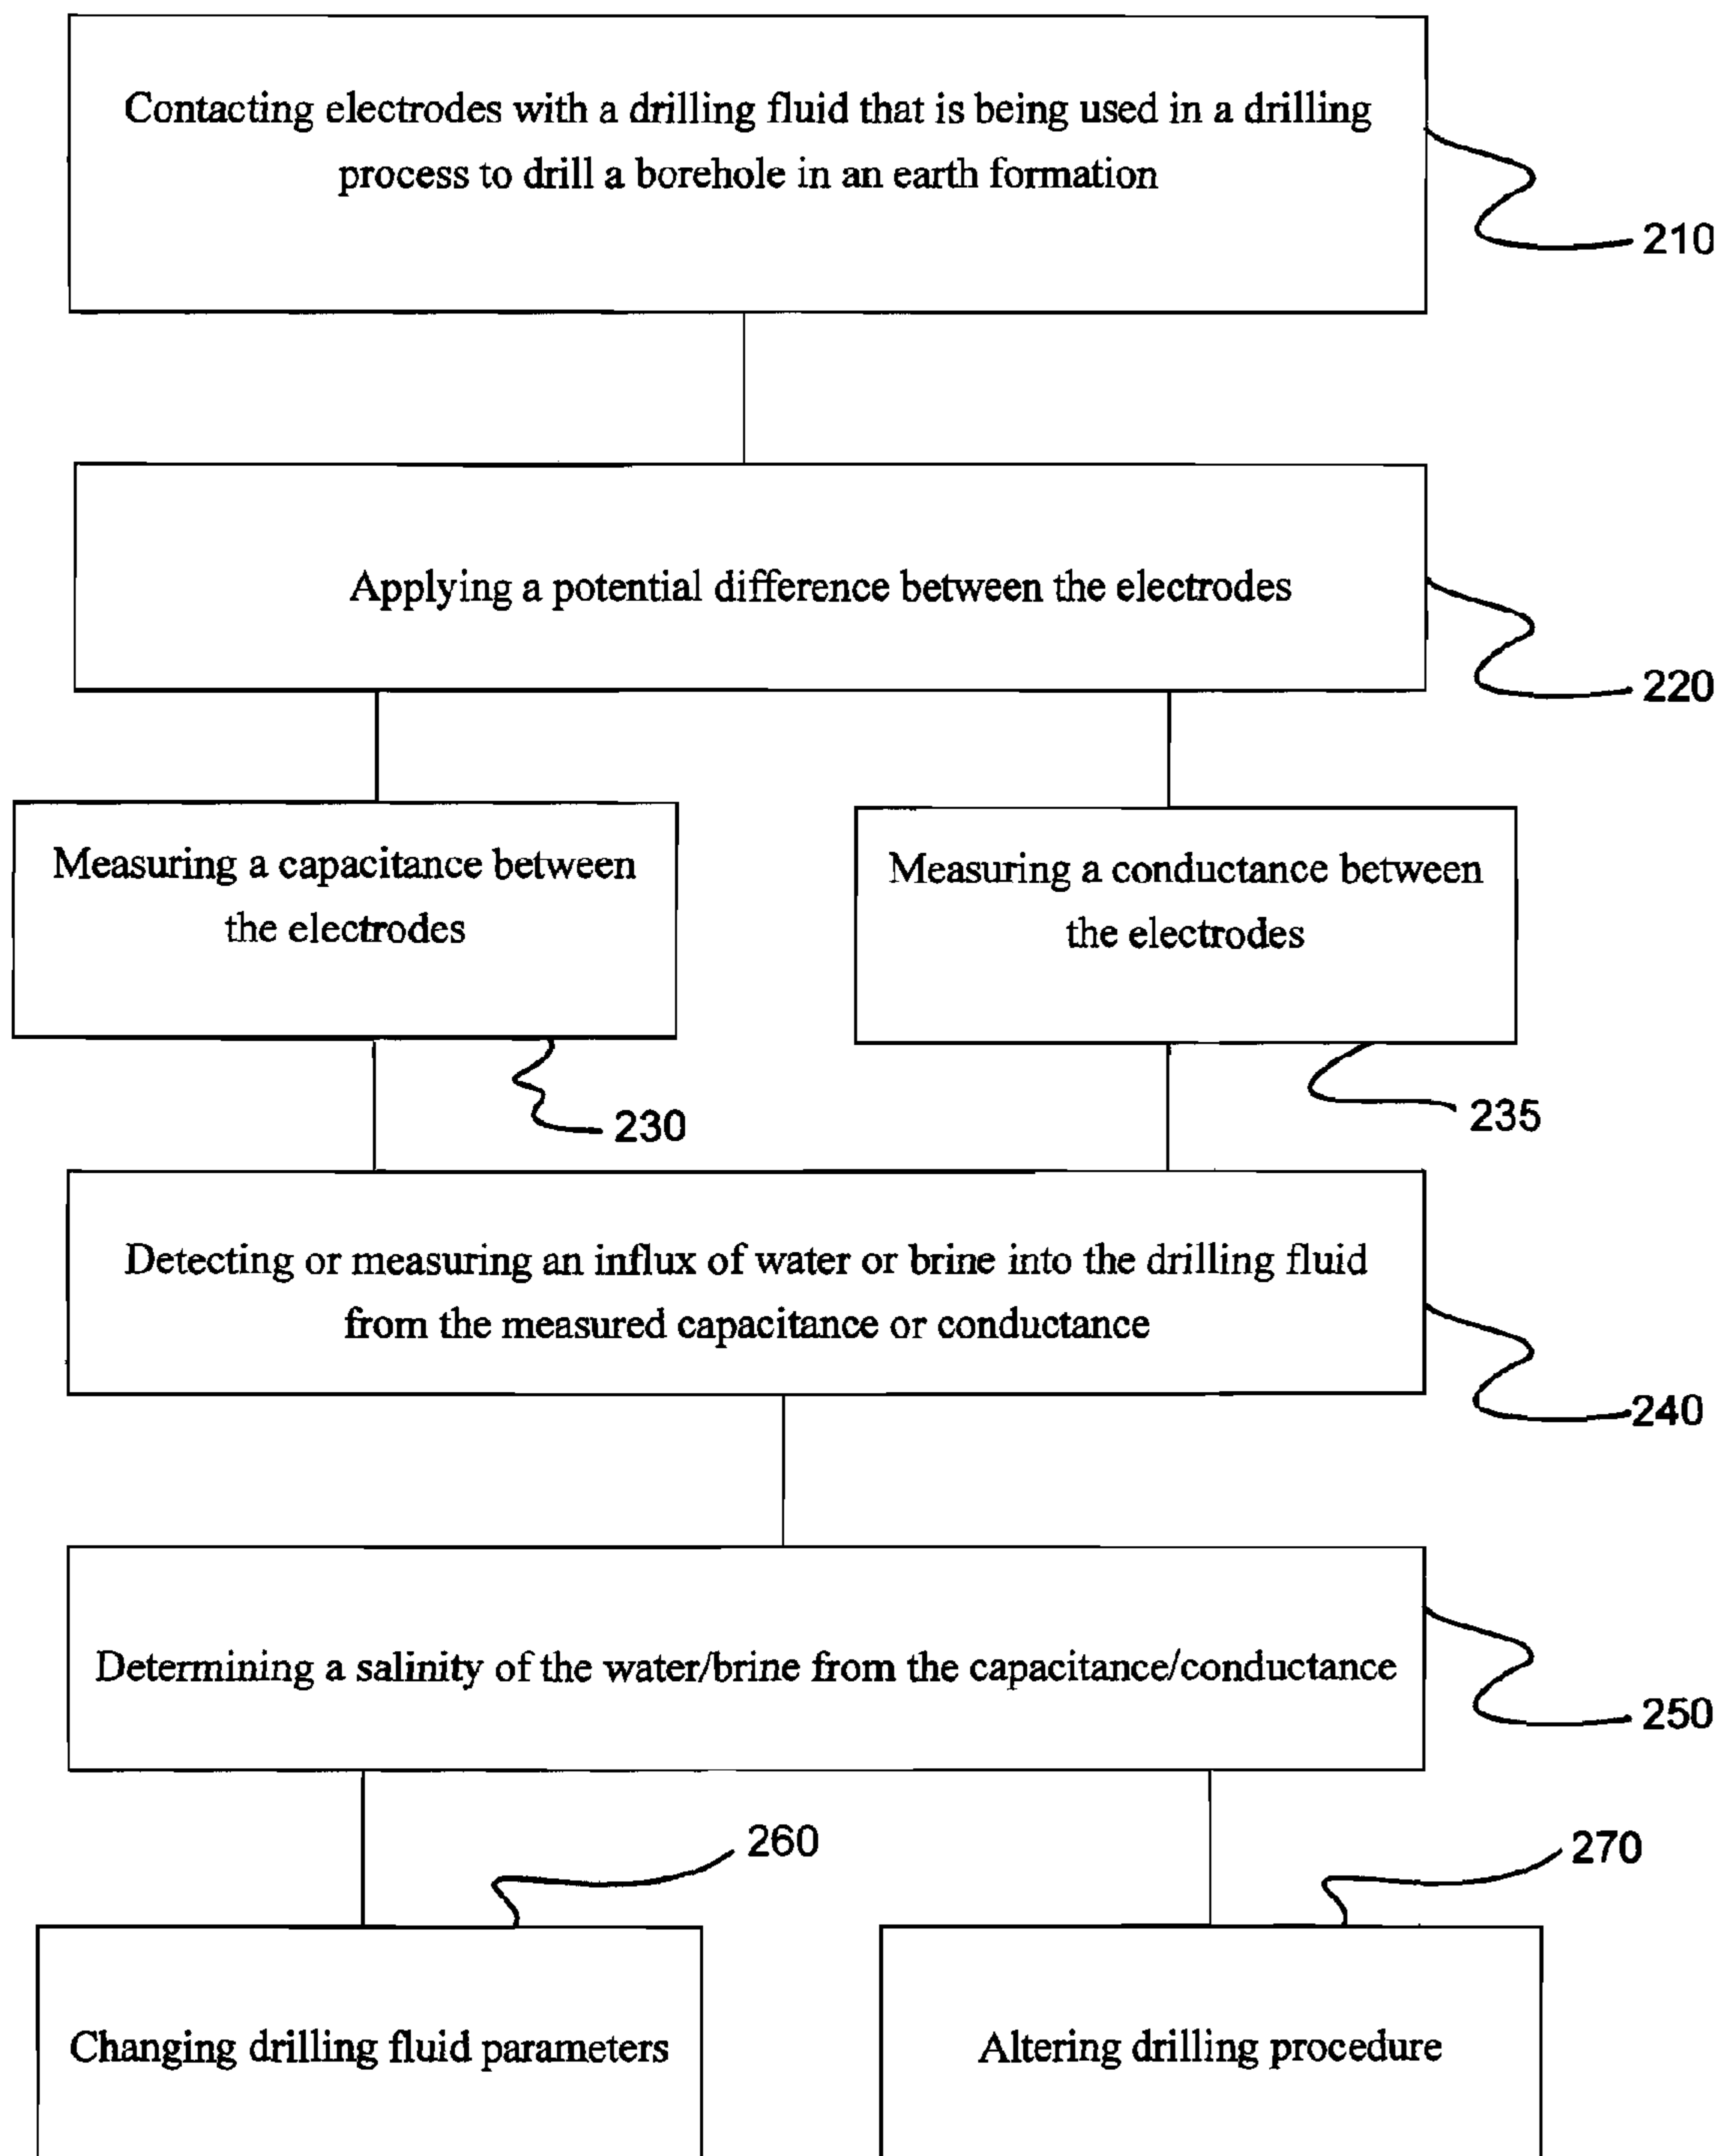 Contacting electrodes with a drilling fluid that is being used in a drilling
process to drill a borehole in an earth formation
210
Applying a potential difference between the electrodes
220
Measuring a capacitance between
the electrodes
230
Measuring a conductance between
the electrodes
235
Detecting or measuring an influx of water or brine into the drilling fluid
from the measured capacitance or conductance
240
Determining a salinity of the water/brine from the capacitance/conductance
250
260
Changing drilling fluid parameters
270
Altering drilling procedure